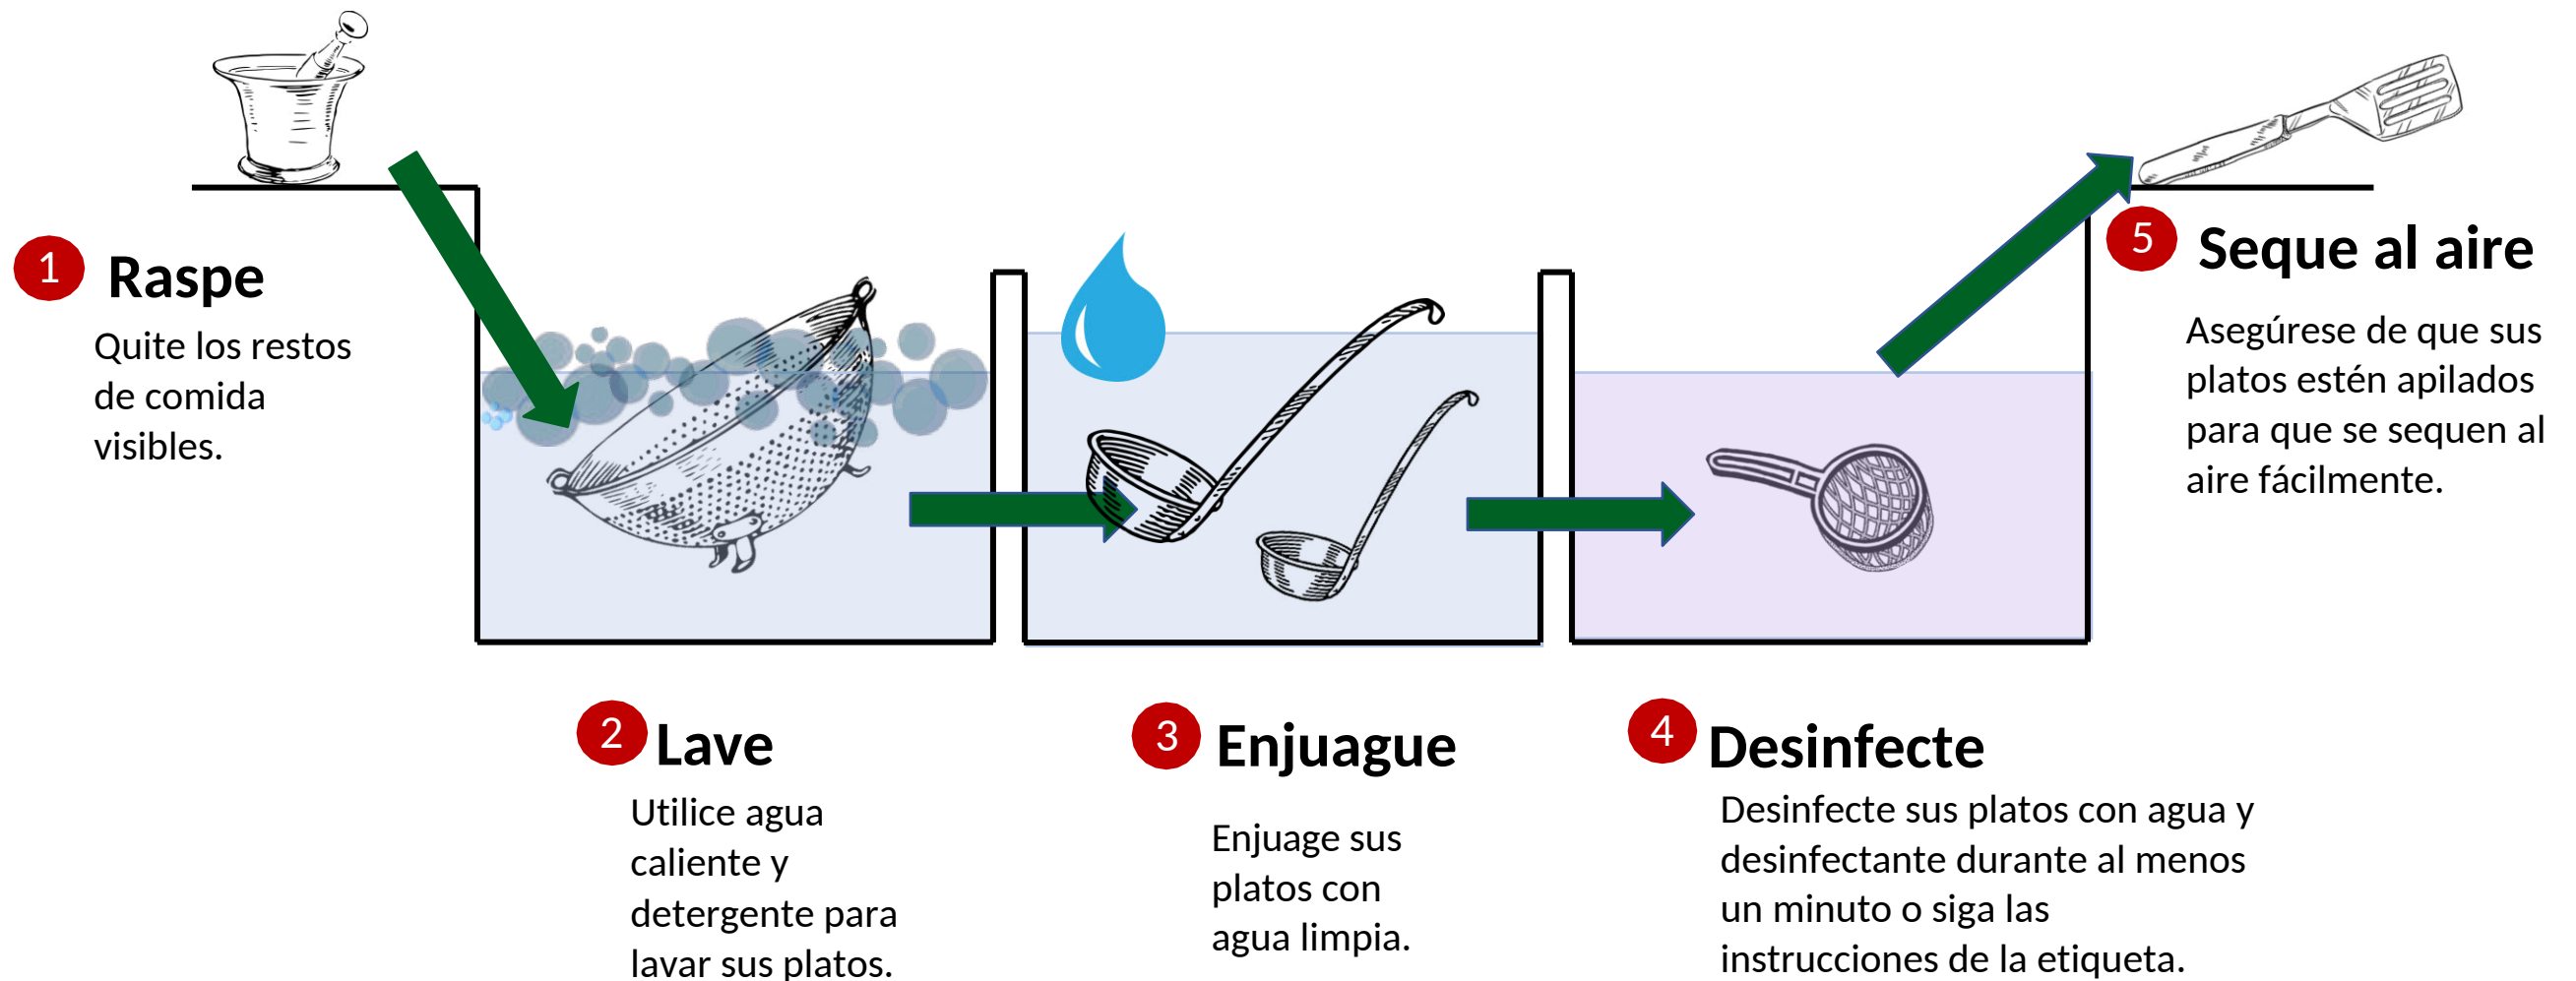 1 Raspe
Quite los restos
de comida
visibles.
2 Lave
Utilice agua
caliente y
detergente para
lavar sus platos.
3 Enjuague
Enjuage sus
platos con
agua limpia.
4 Desinfecte
Desinfecte sus platos con agua y
desinfectante durante al menos
un minuto o siga las
instrucciones de la etiqueta.
5 Seque al aire
Asegúrese de que sus
platos estén apilados
para que se sequen al
aire fácilmente.